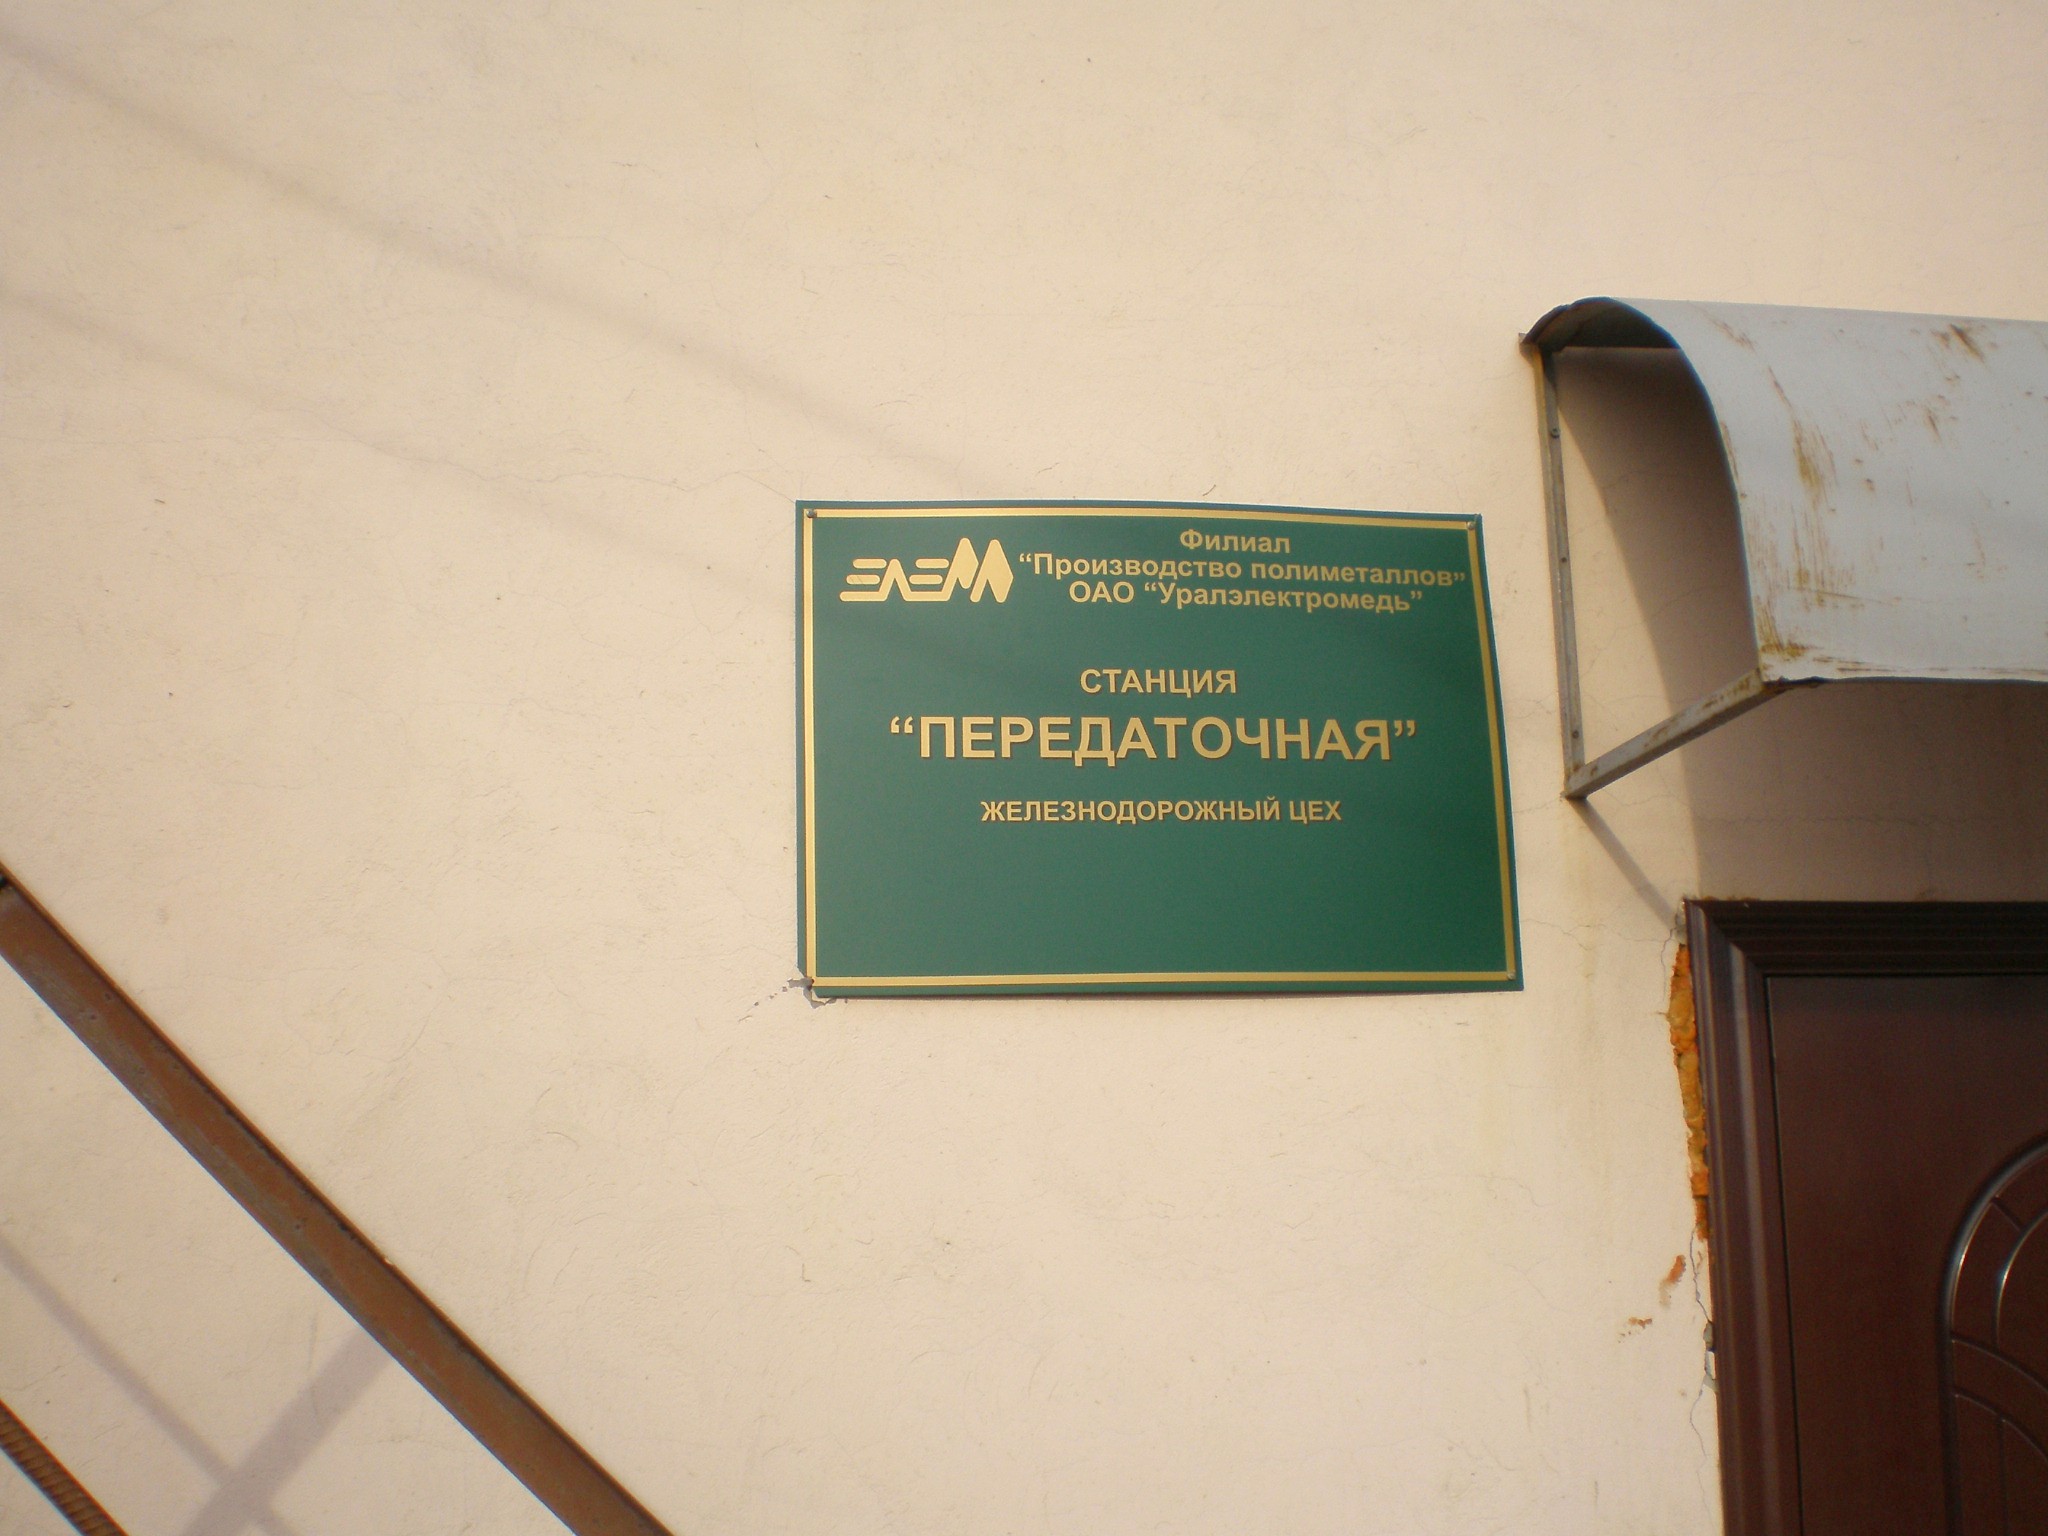 ЭЛЕМ
Филиал
“Производство полиметаллов”
ОАО “Уралэлектромедь”
СТАНЦИЯ
“ПЕРЕДАТОЧНАЯ”
ЖЕЛЕЗНОДОРОЖНЫЙ ЦЕХ